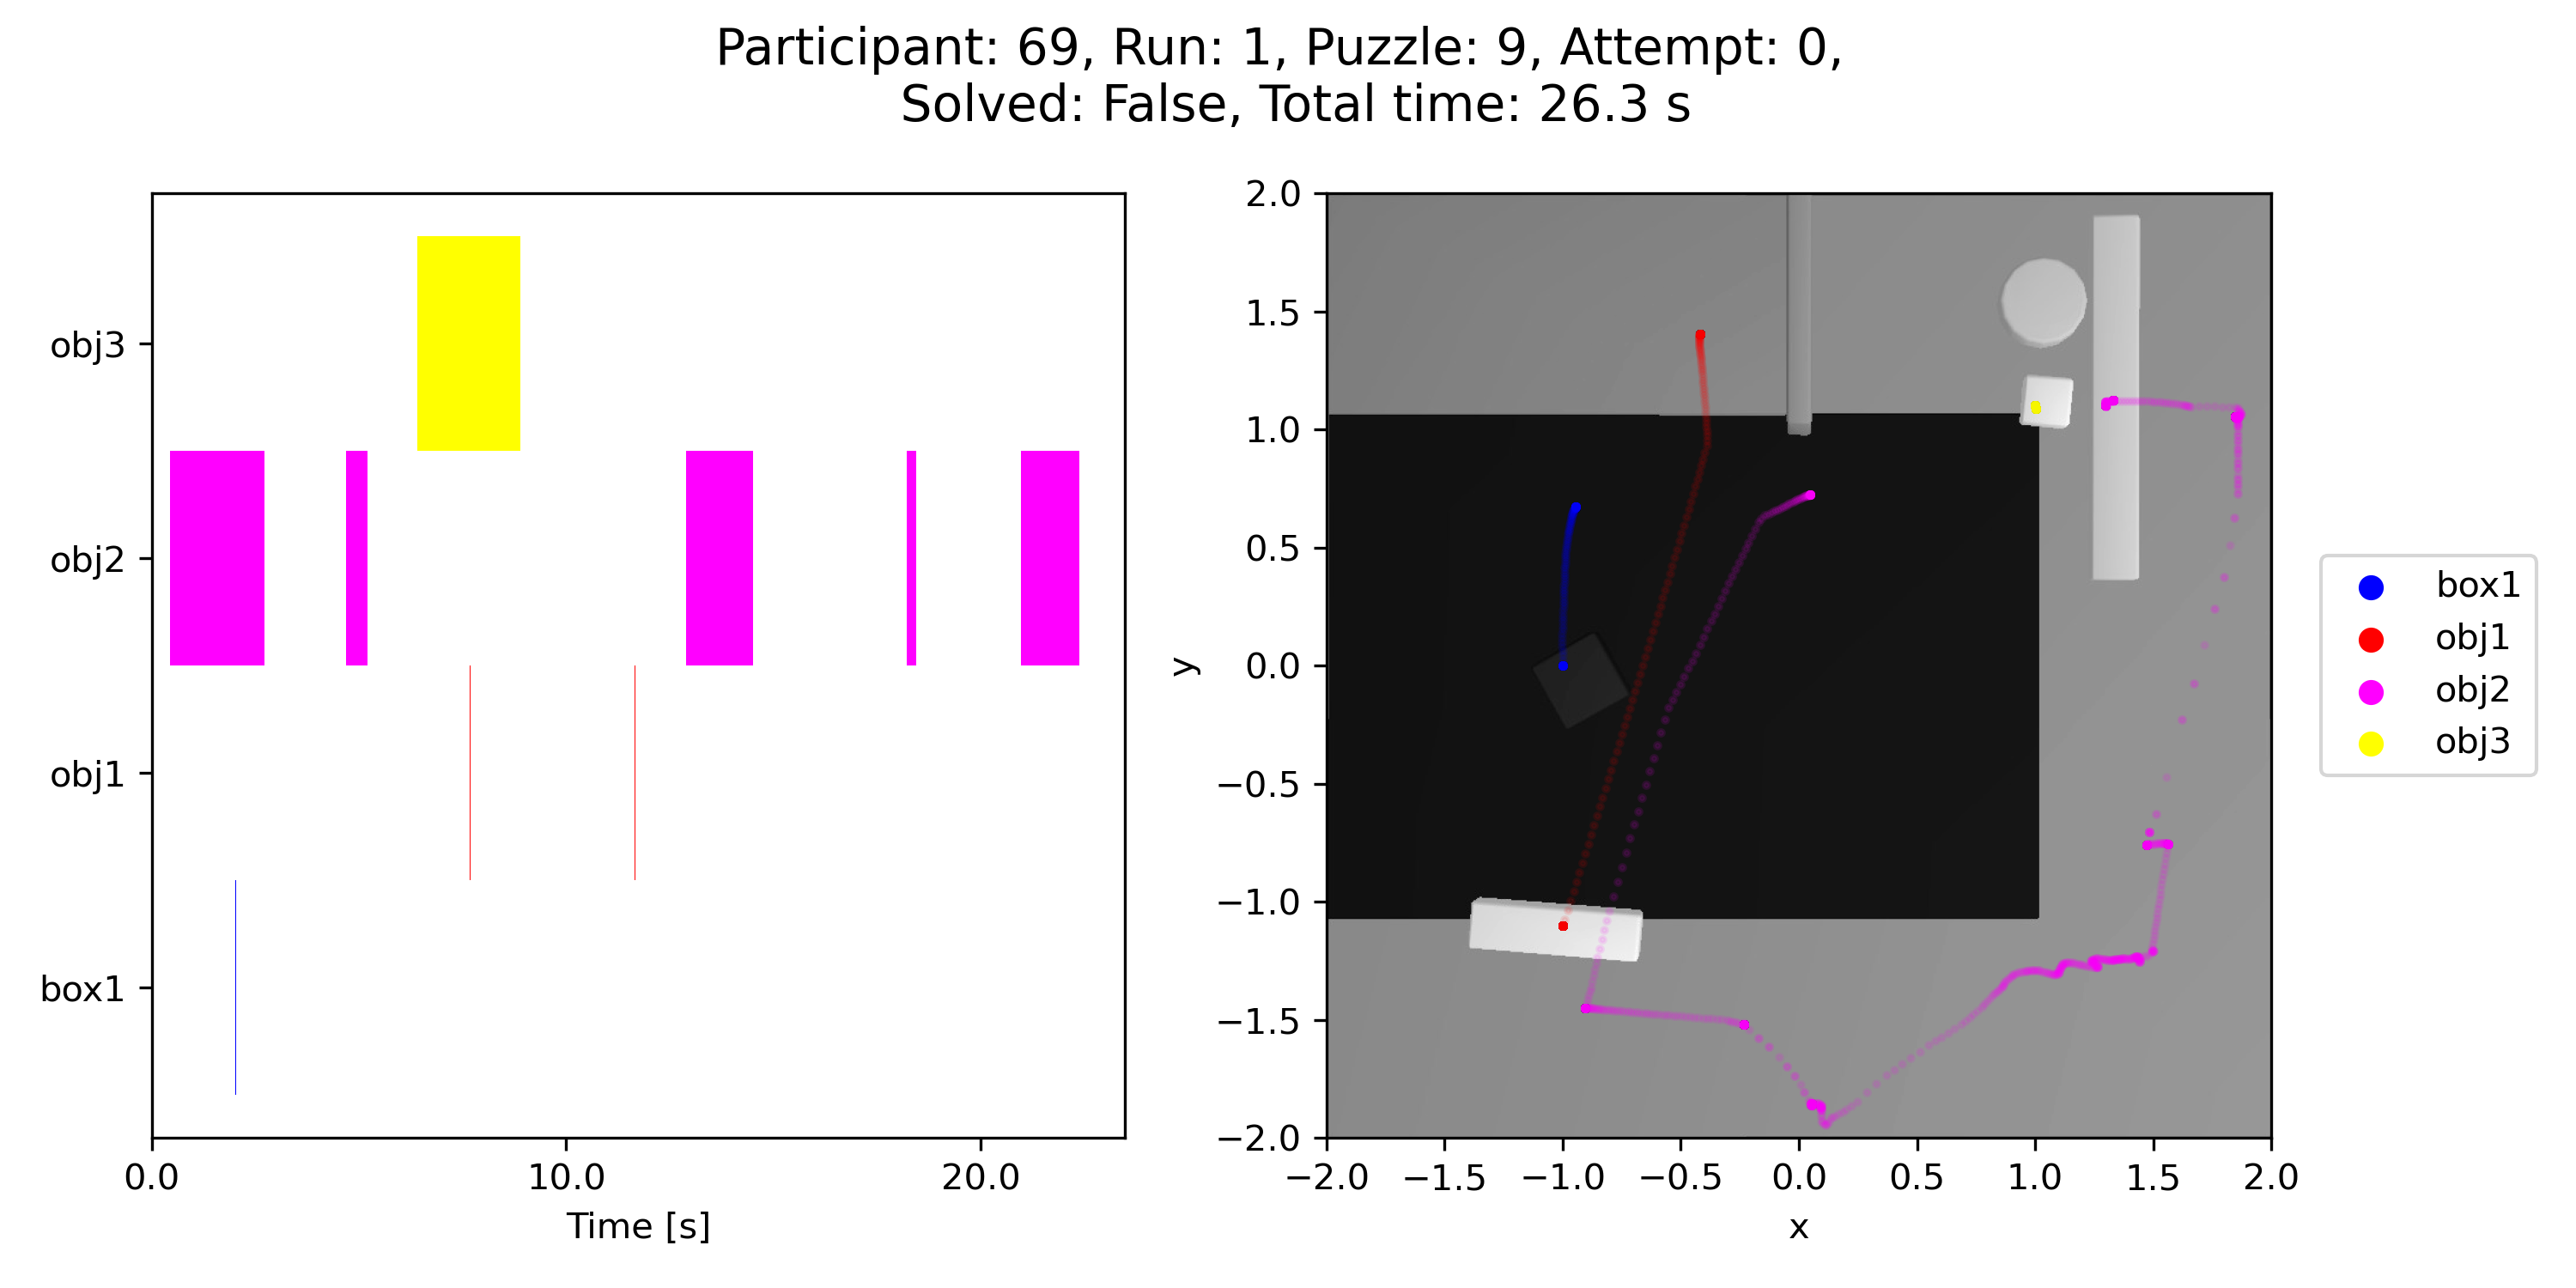 Participant: 69, Run: 1, Puzzle: 9, Attempt: 0,
Solved: False, Total time: 26.3 s
obj3
obj2
obj1
box1
0.0 10.0 20.0
Time [s]
2.0
1.5
1.0
0.5
0.0
−0.5
−1.0
−1.5
−2.0
y
−2.0 −1.5 −1.0 −0.5 0.0 0.5 1.0 1.5 2.0
x
box1
obj1
obj2
obj3